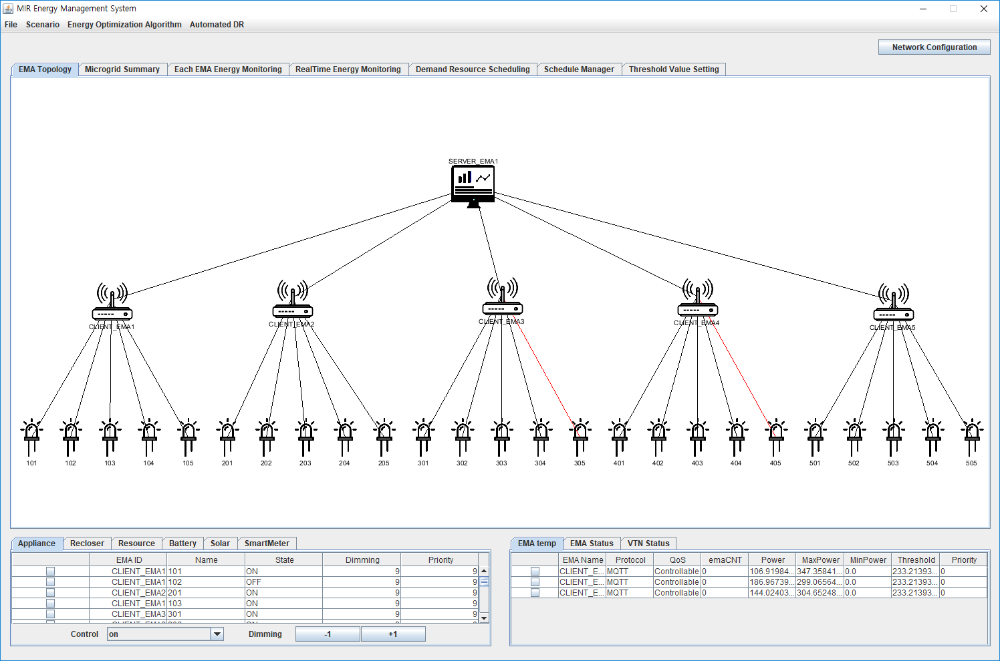 MIR Energy Management System
File Scenario Energy Optimization Algorithm Automated DR
Network Configuration
EMA Topology Microgrid Summary Each EMA Energy Monitoring RealTime Energy Monitoring Demand Resource Scheduling Schedule Manager Threshold Value Setting
SERVER_EMA1
CLIENT_EMA1 CLIENT_EMA2 CLIENT_EMA3 CLIENT_EMA4 CLIENT_EMA5
101 102 103 104 105 201 202 203 204 205 301 302 303 304 305 401 402 403 404 405 501 502 503 504 505
Appliance Recloser Resource Battery Solar SmartMeter
EMA ID Name State Dimming Priority
CLIENT_EMA1 101 ON 9 9
CLIENT_EMA1 102 OFF 9 9
CLIENT_EMA2 201 ON 9 9
CLIENT_EMA1 103 ON 9 9
CLIENT_EMA3 301 ON 9 9
Control on Dimming -1 +1
EMA temp EMA Status VTN Status
EMA Name Protocol QoS emaCNT Power MaxPower MinPower Threshold Priority
CLIENT_E... MQTT Controllable 0 106.91984... 347.35841... 0.0 233.21393... 0
CLIENT_E... MQTT Controllable 0 186.96739... 299.06564... 0.0 233.21393... 0
CLIENT_E... MQTT Controllable 0 144.02403... 304.65248... 0.0 233.21393... 0